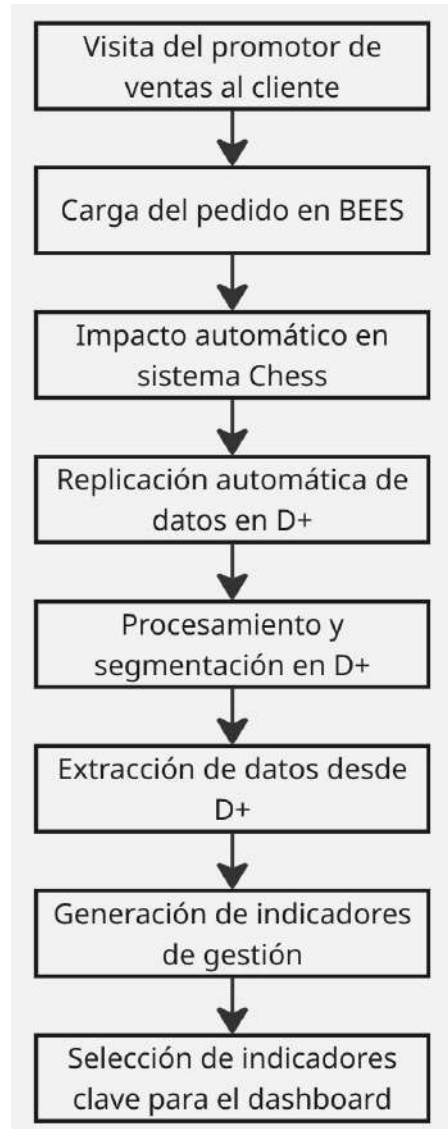 Visita del promotor de
ventas al cliente
Carga del pedido en BEES
Impacto automático en
sistema Chess
Replicación automática de
datos en D+
Procesamiento y
segmentación en D+
Extracción de datos desde
D+
Generación de indicadores
de gestión
Selección de indicadores
clave para el dashboard